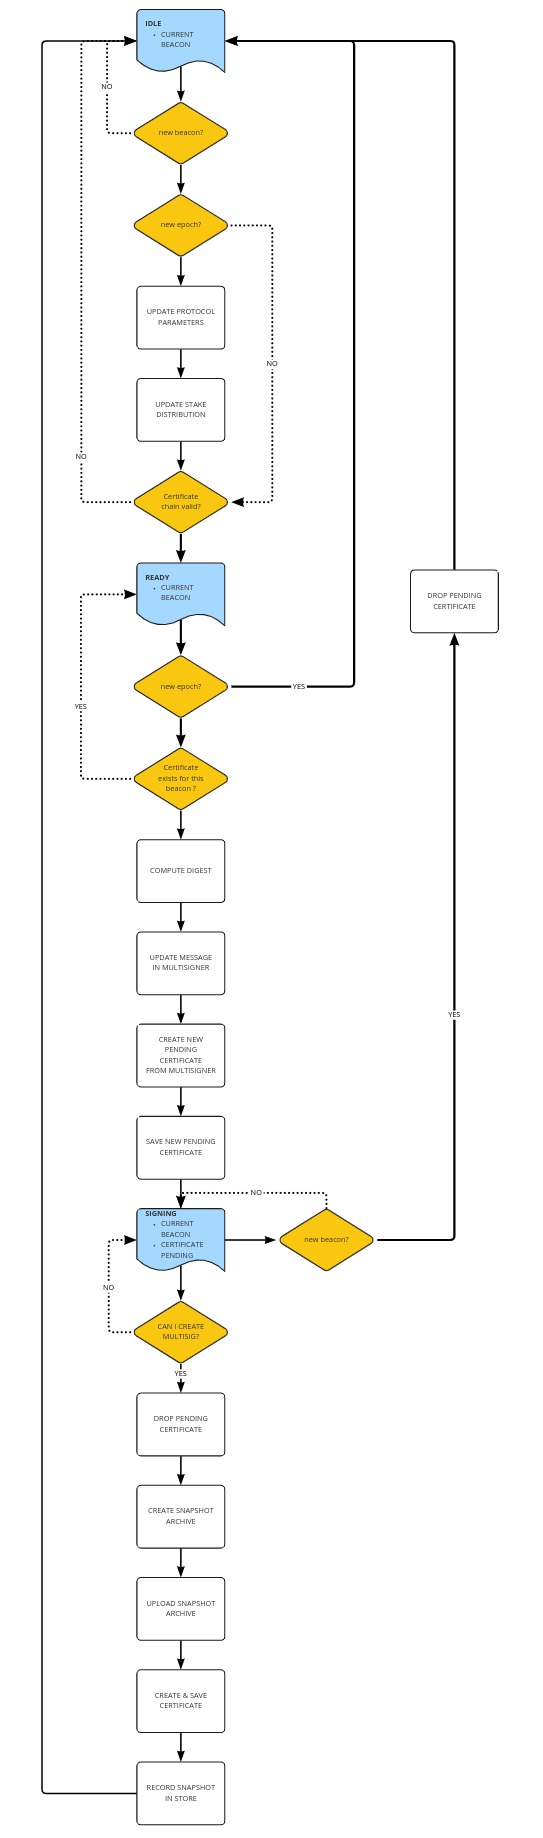 IDLE
• CURRENT
BEACON
NO
new beacon?
new epoch?
UPDATE PROTOCOL
PARAMETERS
NO
UPDATE STAKE
DISTRIBUTION
NO
Certificate
chain valid?
READY
• CURRENT
BEACON
DROP PENDING
CERTIFICATE
new epoch?
YES
YES
Certificate
exists for this
beacon ?
COMPUTE DIGEST
UPDATE MESSAGE
IN MULTISIGNER
YES
CREATE NEW
PENDING
CERTIFICATE
FROM MULTISIGNER
SAVE NEW PENDING
CERTIFICATE
NO
SIGNING
• CURRENT
BEACON
• CERTIFICATE
PENDING
new beacon?
NO
CAN I CREATE
MULTISIG?
YES
DROP PENDING
CERTIFICATE
CREATE SNAPSHOT
ARCHIVE
UPLOAD SNAPSHOT
ARCHIVE
CREATE & SAVE
CERTIFICATE
RECORD SNAPSHOT
IN STORE